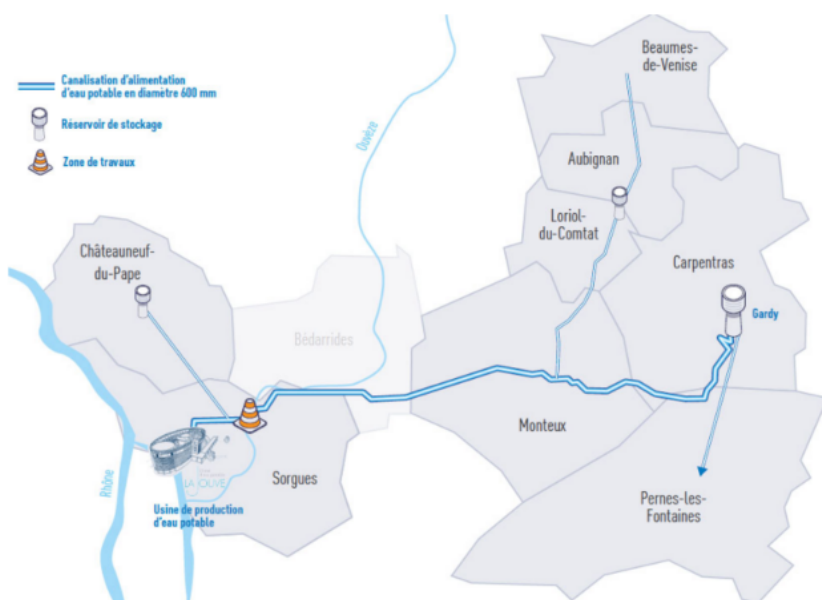 Canalisation d'alimentation
d'eau potable en diamètre 600 mm
Réservoir de stockage
Zone de travaux
Ouvèze
Beaumes-
de-Venise
Aubignan
Loriol-
du-Comtat
Châteauneuf-
du-Pape
Carpentras
Gardy
Bédarrides
Monteux
Sorgues
LA JOUVE
Rhône
Usine de production
d'eau potable
Pernes-les-
Fontaines